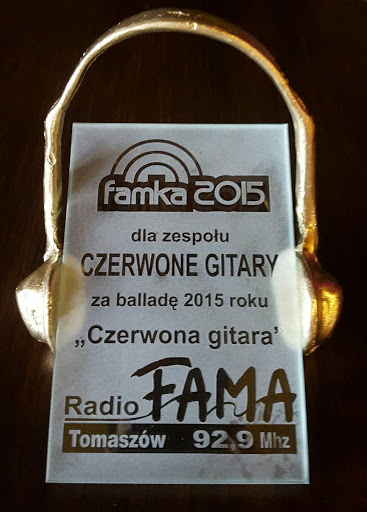 famka 2015
dla zespołu
CZERWONE GITARY
za balladę 2015 roku
„Czerwona gitara”
Radio FAMA
Tomaszów 92,9 Mhz